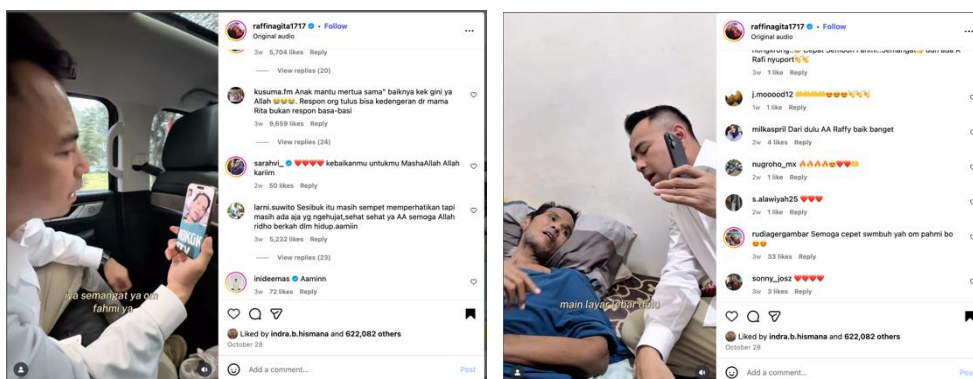 raffinagita1717 • Follow
Original audio
3w 5,704 likes Reply
View replies (20)
kusuma.fm Anak mantu mertua sama" baiknya kek gini ya
Allah 😭😭😭. Respon org tulus bisa kedengeran dr mama
Rita bukan respon basa-basi
3w 9,659 likes Reply
View replies (24)
sarahvi_ ❤️❤️❤️❤️ kebaikanmu untukmu MashaAllah Allah
kariim
2w 50 likes Reply
larni.suwito Sesibuk itu masih sempet memperhatikan tapi
masih ada aja yg ngehujat,sehat sehat ya AA semoga Allah
ridho berkah dlm hidup.aamiin
3w 5,232 likes Reply
View replies (23)
inideemas Aaminn
3w 72 likes Reply
Liked by indra.b.hismana and 622,082 others
October 28
Add a comment...
Post
iya semangat ya om
fahmi ya
raffinagita1717 • Follow
Original audio
Rafi nyuport
3w 1 like Reply
j.mooood12
1w 1 like Reply
milkaspril Dari dulu AA Raffy baik banget
2w 4 likes Reply
nugroho_mx 🔥🔥🔥🔥😍❤️❤️
2w 1 like Reply
s.alawiyah25 ❤️❤️❤️
2w 1 like Reply
rudiagergambar Semoga cepet swmbuh yah om pahmi bo
😍😍
3w 33 likes Reply
sonny_josz ❤️❤️❤️❤️
3w 3 likes Reply
Liked by indra.b.hismana and 622,082 others
October 28
Add a comment...
Post
main layar lebar dulu